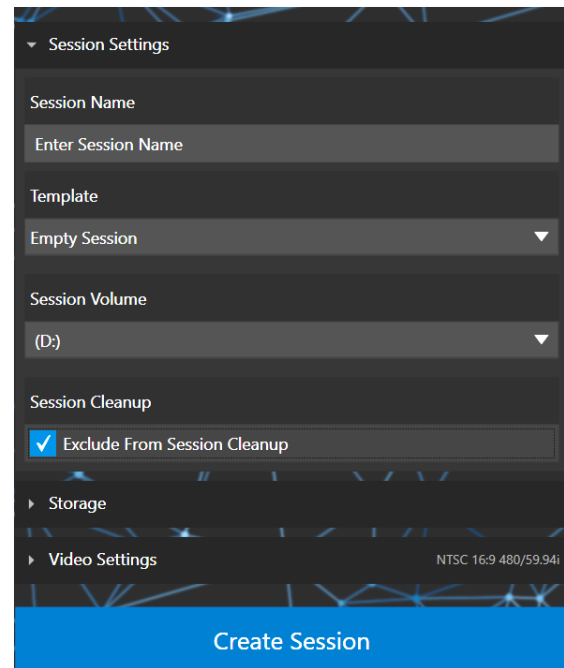 Session Settings
Session Name
Enter Session Name
Template
Empty Session
Session Volume
(D:)
Session Cleanup
Exclude From Session Cleanup
Storage
Video Settings NTSC 16:9 480/59.94i
Create Session